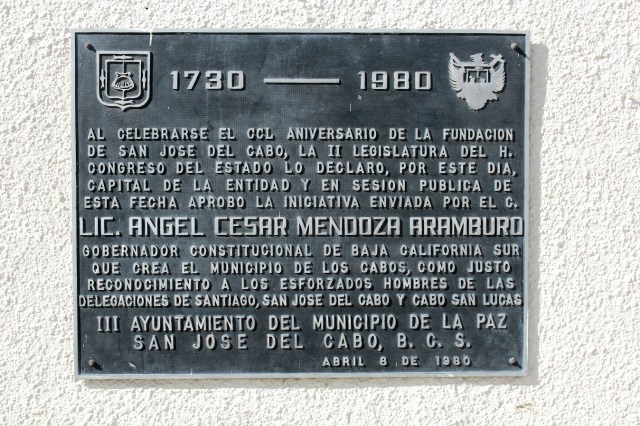 1730 — 1980
AL CELEBRARSE EL CCL ANIVERSARIO DE LA FUNDACION
DE SAN JOSE DEL CABO, LA II LEGISLATURA DEL H.
CONGRESO DEL ESTADO LO DECLARO, POR ESTE DIA,
CAPITAL DE LA ENTIDAD Y EN SESION PUBLICA DE
ESTA FECHA APROBO LA INICIATIVA ENVIADA POR EL C.
LIC. ANGEL CESAR MENDOZA ARAMBURO
GOBERNADOR CONSTITUCIONAL DE BAJA CALIFORNIA SUR
QUE CREA EL MUNICIPIO DE LOS CABOS, COMO JUSTO
RECONOCIMIENTO A LOS ESFORZADOS HOMBRES DE LAS
DELEGACIONES DE SANTIAGO, SAN JOSE DEL CABO Y CABO SAN LUCAS
III AYUNTAMIENTO DEL MUNICIPIO DE LA PAZ
SAN JOSE DEL CABO, B. C. S.
ABRIL 8 DE 1980